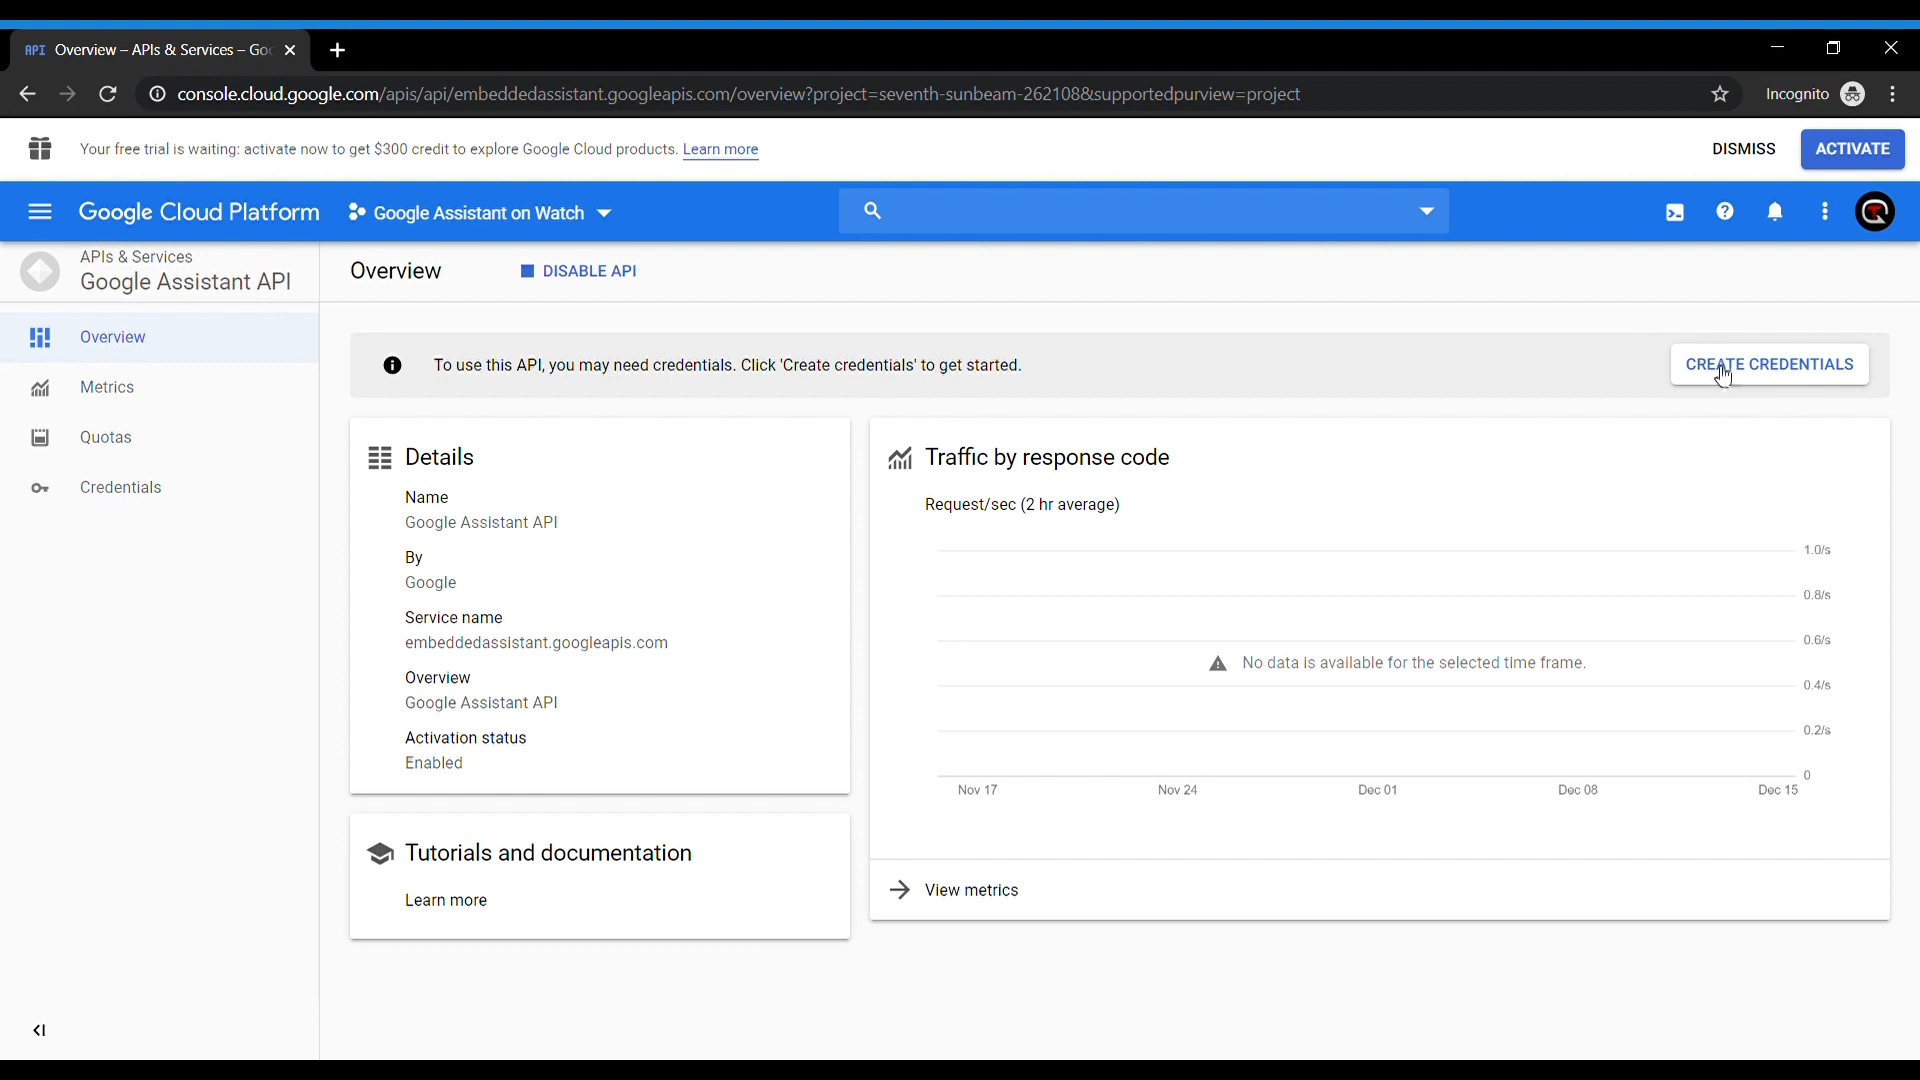 API Overview – APIs & Services – Goo
console.cloud.google.com/apis/api/embeddedassistant.googleapis.com/overview?project=seventh-sunbeam-262108&supportedpurview=project
Incognito
Your free trial is waiting: activate now to get $300 credit to explore Google Cloud products. Learn more
DISMISS
ACTIVATE
Google Cloud Platform
Google Assistant on Watch
APIs & Services
Google Assistant API
Overview
DISABLE API
Overview
Metrics
Quotas
Credentials
To use this API, you may need credentials. Click 'Create credentials' to get started.
CREATE CREDENTIALS
Details
Name
Google Assistant API
By
Google
Service name
embeddedassistant.googleapis.com
Overview
Google Assistant API
Activation status
Enabled
Tutorials and documentation
Learn more
Traffic by response code
Request/sec (2 hr average)
1.0/s
0.8/s
0.6/s
No data is available for the selected time frame.
0.4/s
0.2/s
0
Nov 17 Nov 24 Dec 01 Dec 08 Dec 15
View metrics